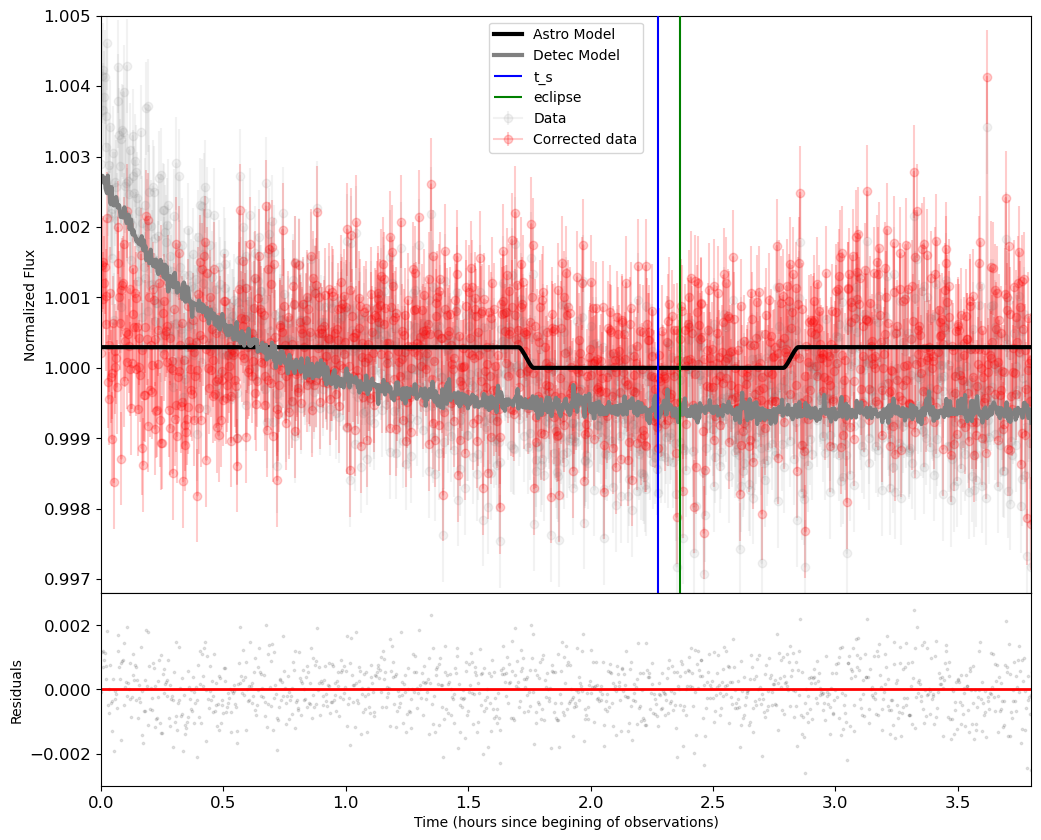 1.005
1.004
1.003
1.002
1.001
1.000
0.999
0.998
0.997
Normalized Flux
Astro Model
Detec Model
t_s
eclipse
Data
Corrected data
0.002
0.000
−0.002
Residuals
0.0 0.5 1.0 1.5 2.0 2.5 3.0 3.5
Time (hours since begining of observations)